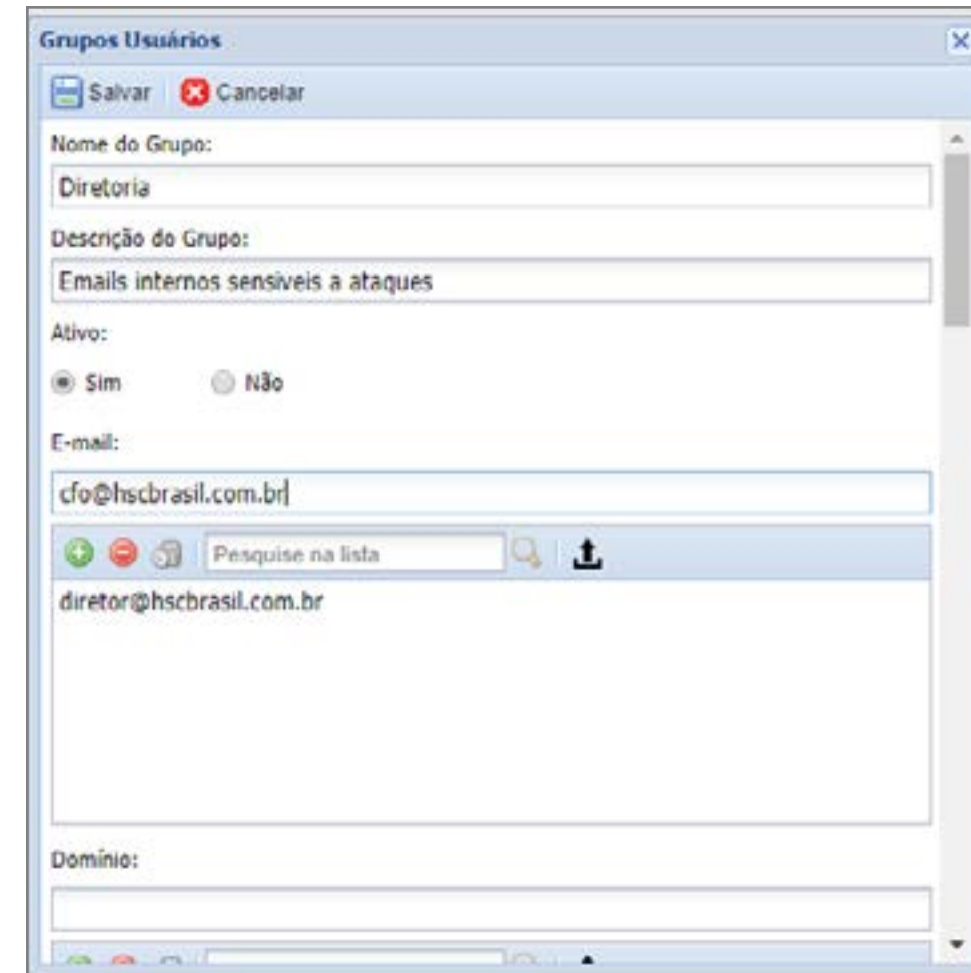 Grupos Usuários
Salvar Cancelar
Nome do Grupo:
Diretoria
Descrição do Grupo:
Emails internos sensiveis a ataques
Ativo:
Sim Não
E-mail:
cfo@hscbrasil.com.br
Pesquise na lista
diretor@hscbrasil.com.br
Domínio: